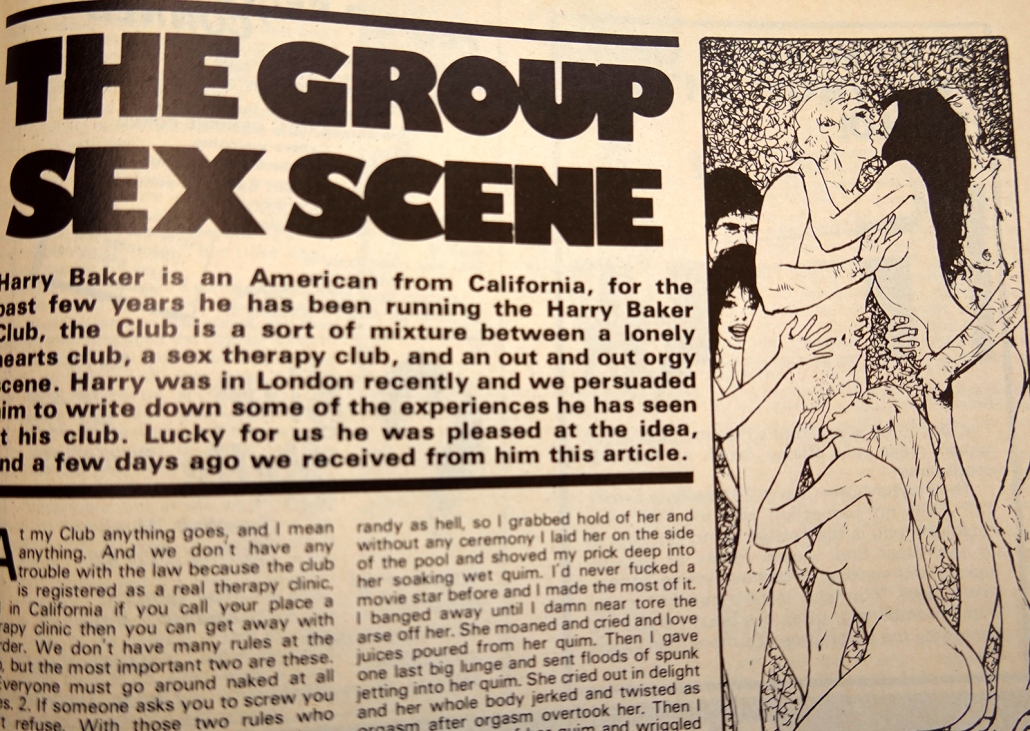 THE GROUP
SEX SCENE
Harry Baker is an American from California, for the
past few years he has been running the Harry Baker
Club, the Club is a sort of mixture between a lonely
hearts club, a sex therapy club, and an out and out orgy
scene. Harry was in London recently and we persuaded
im to write down some of the experiences he has seen
t his club. Lucky for us he was pleased at the idea,
nd a few days ago we received from him this article.
At my Club anything goes, and I mean
anything. And we don't have any
trouble with the law because the club
is registered as a real therapy clinic,
in California if you call your place a
rapy clinic then you can get away with
rder. We don't have many rules at the
but the most important two are these.
Everyone must go around naked at all
es. 2. If someone asks you to screw you
t refuse. With those two rules who
randy as hell, so I grabbed hold of her and
without any ceremony I laid her on the side
of the pool and shoved my prick deep into
her soaking wet quim. I'd never fucked a
movie star before and I made the most of it.
I banged away until I damn near tore the
arse off her. She moaned and cried and love
juices poured from her quim. Then I gave
one last big lunge and sent floods of spunk
jetting into her quim. She cried out in delight
and her whole body jerked and twisted as
orgasm after orgasm overtook her. Then I
of her quim and wriggled